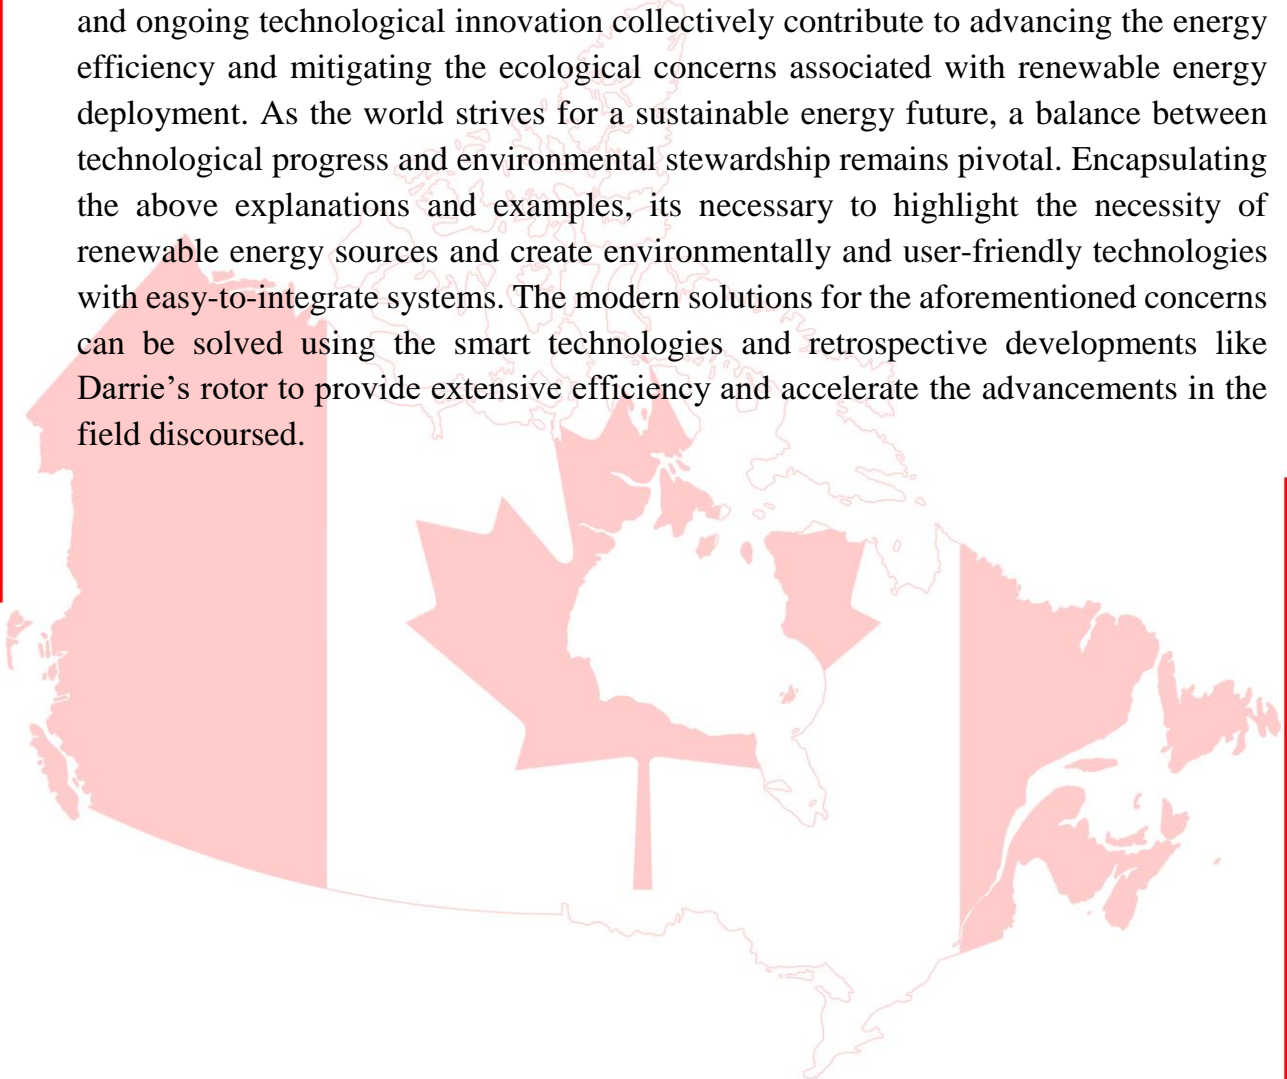 and ongoing technological innovation collectively contribute to advancing the energy
efficiency and mitigating the ecological concerns associated with renewable energy
deployment. As the world strives for a sustainable energy future, a balance between
technological progress and environmental stewardship remains pivotal. Encapsulating
the above explanations and examples, its necessary to highlight the necessity of
renewable energy sources and create environmentally and user-friendly technologies
with easy-to-integrate systems. The modern solutions for the aforementioned concerns
can be solved using the smart technologies and retrospective developments like
Darrie’s rotor to provide extensive efficiency and accelerate the advancements in the
field discoursed.